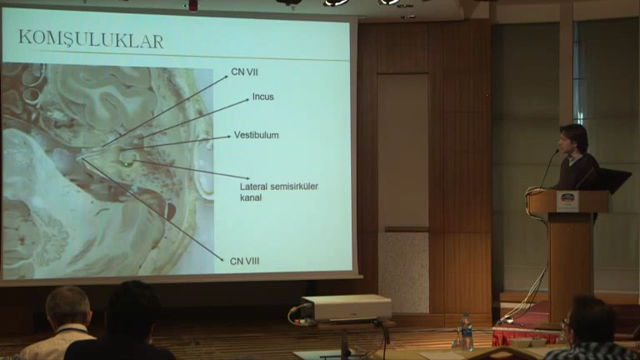 KOMŞULUKLAR
CN VII
Incus
Vestibulum
Lateral semisirküler
kanal
CN VIII